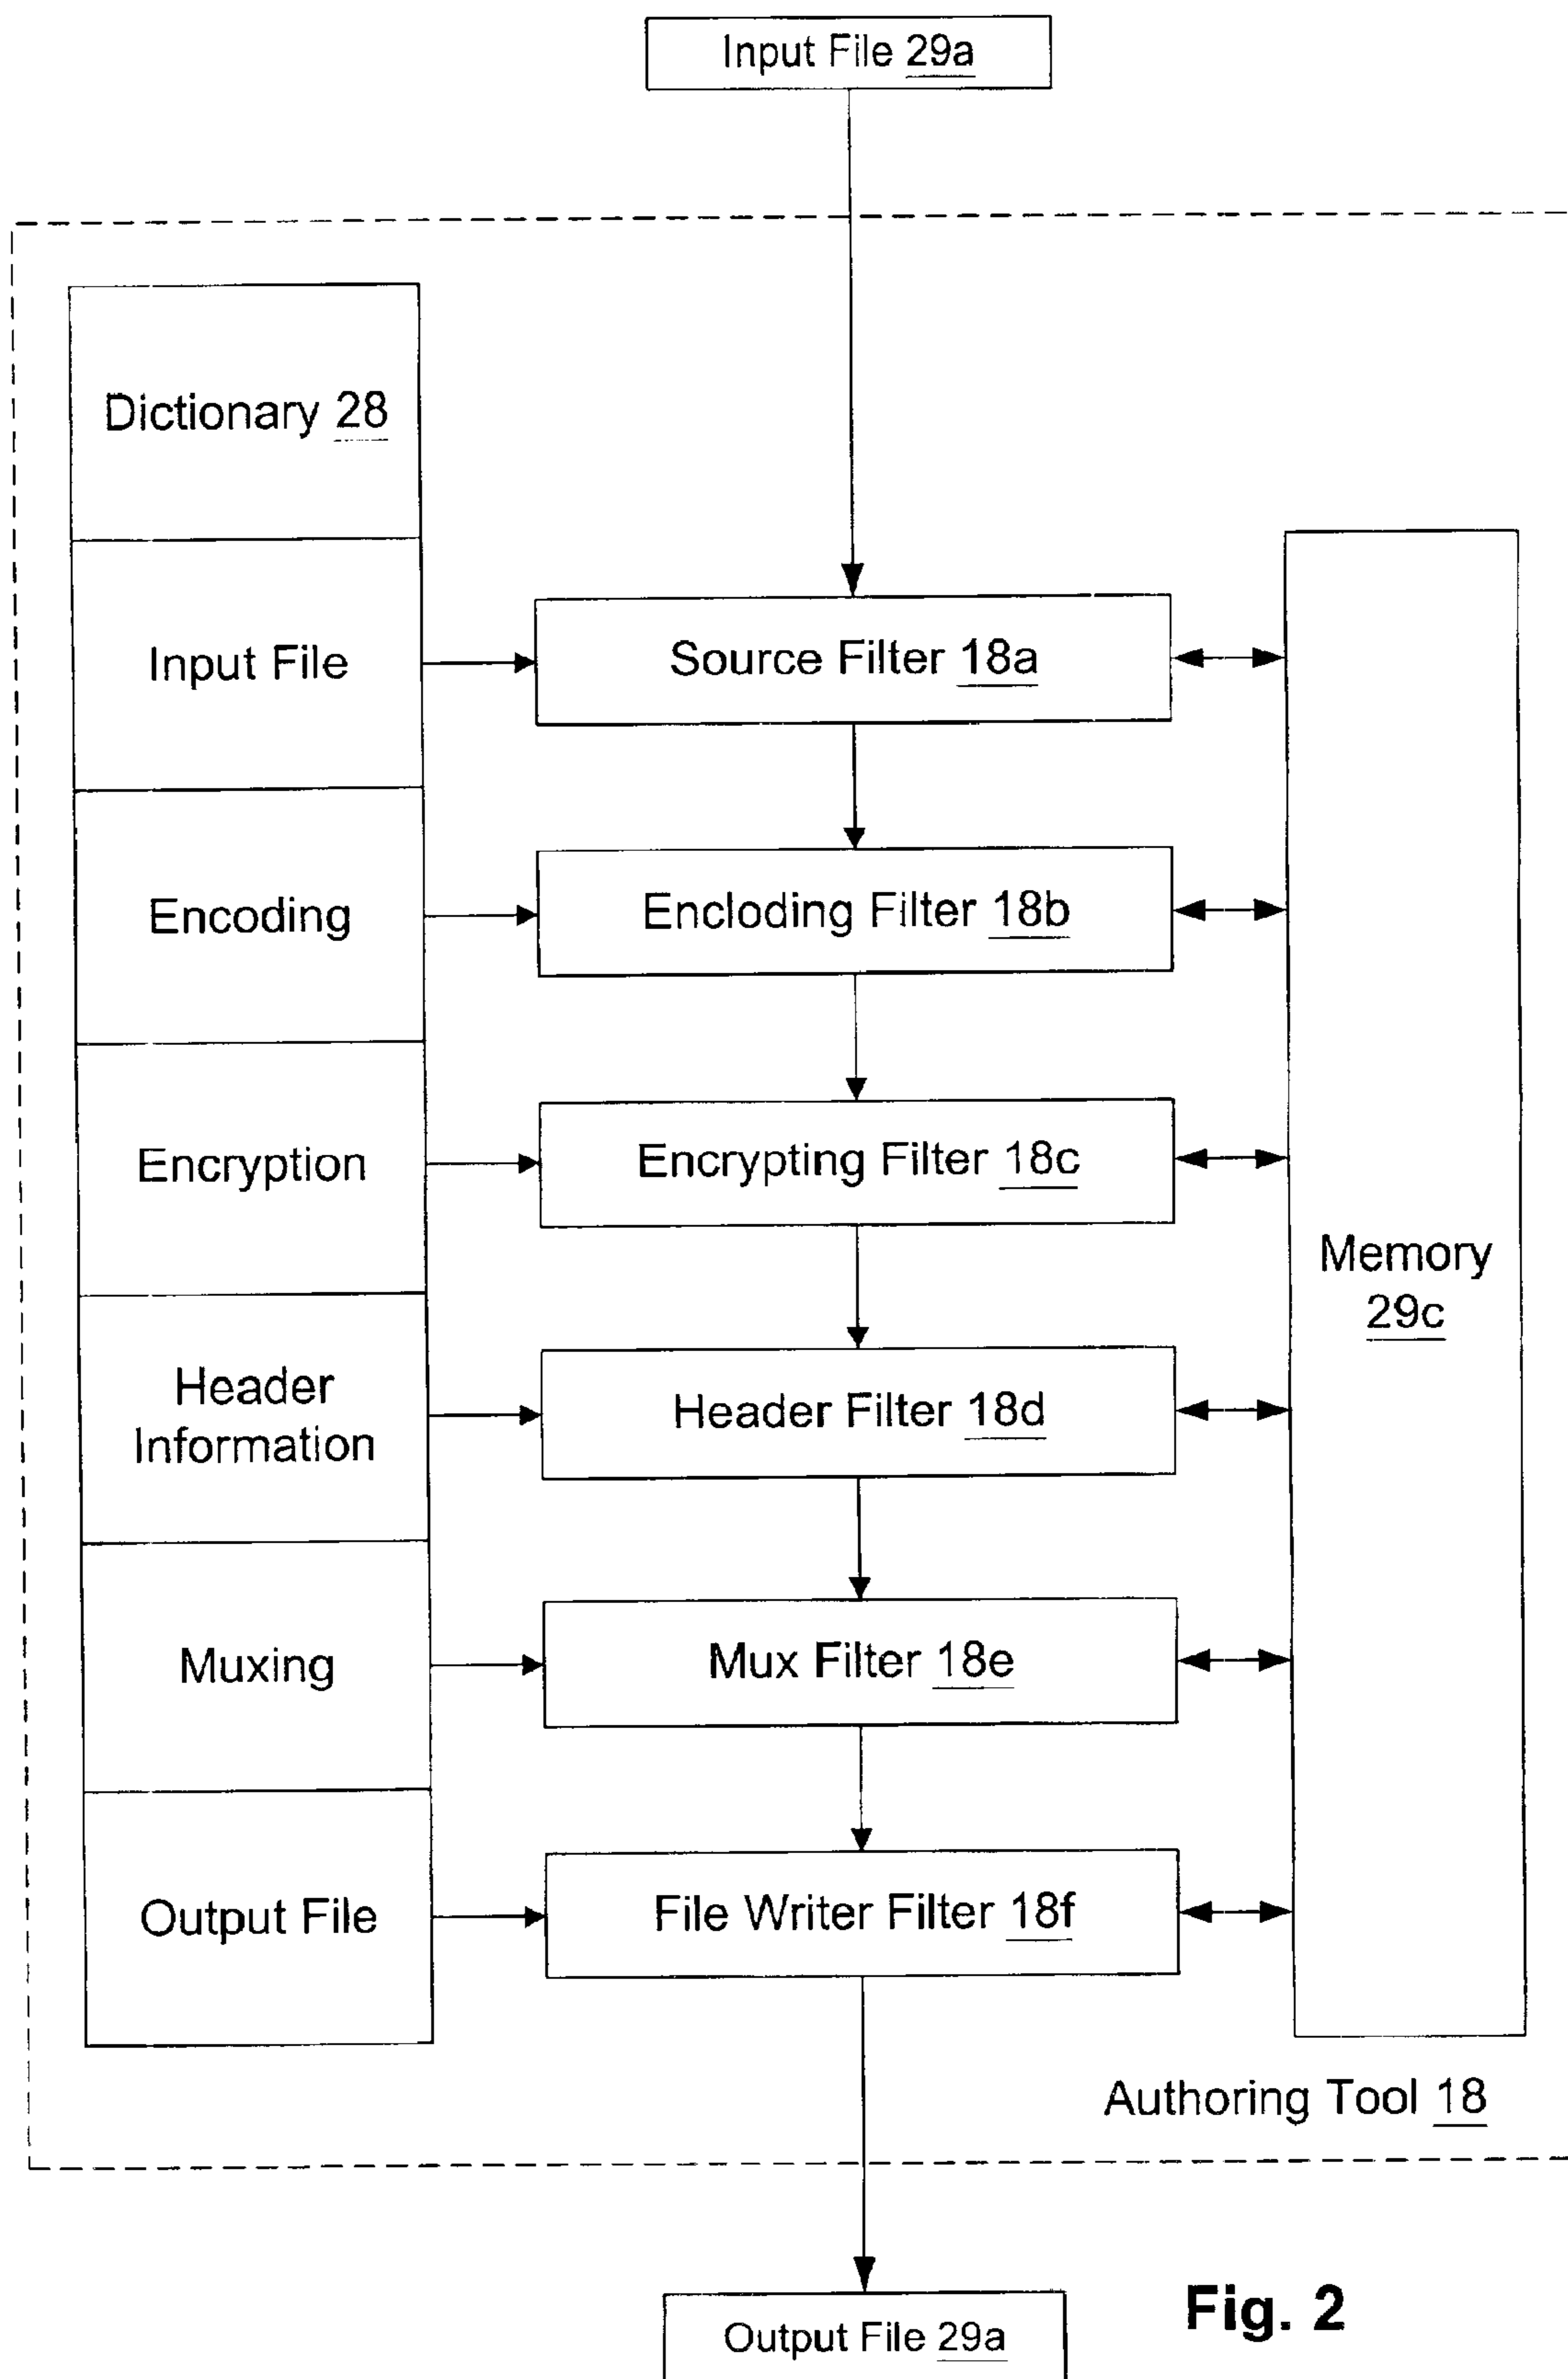 Input File 29a
Dictionary 28
Input File
Source Filter 18a
Encoding
Encloding Filter 18b
Encryption
Encrypting Filter 18c
Memory
29c
Header
Information
Header Filter 18d
Muxing
Mux Filter 18e
Output File
File Writer Filter 18f
Authoring Tool 18
Output File 29a
Fig. 2